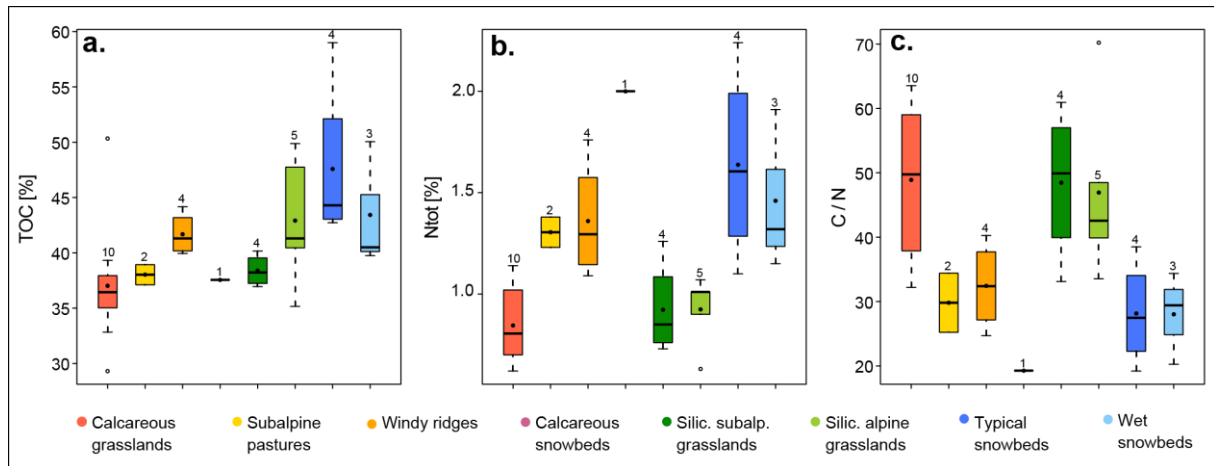 a.
TOC [%]
60
55
50
45
40
35
30
10
2
4
1
4
5
4
3
b.
Ntot [%]
2.0
1.5
1.0
10
2
4
1
4
5
4
3
c.
C / N
70
60
50
40
30
20
10
2
4
1
4
5
4
3
Calcareous
grasslands
Subalpine
pastures
Windy ridges
Calcareous
snowbeds
Silic. subalp.
grasslands
Silic. alpine
grasslands
Typical
snowbeds
Wet
snowbeds